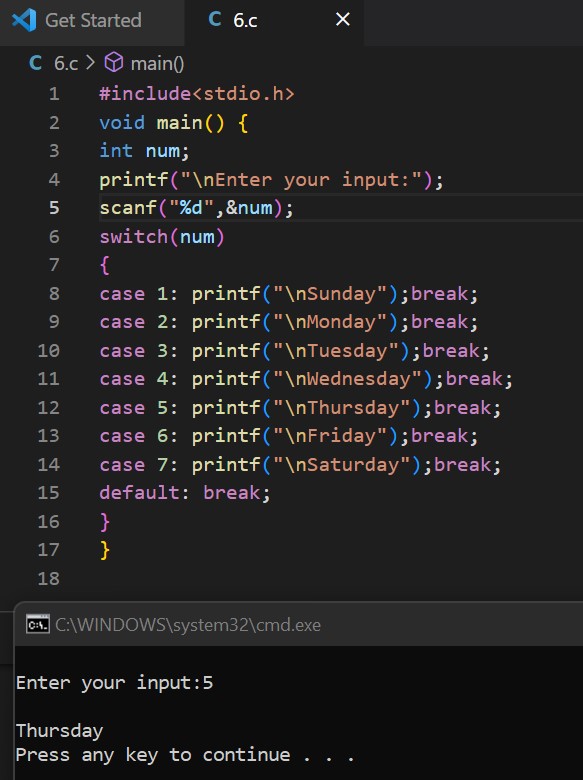 Get Started
C 6.c ×
C 6.c > main()
1 #include<stdio.h>
2 void main() {
3 int num;
4 printf("\nEnter your input:");
5 scanf("%d",&num);
6 switch(num)
7 {
8 case 1: printf("\nSunday");break;
9 case 2: printf("\nMonday");break;
10 case 3: printf("\nTuesday");break;
11 case 4: printf("\nWednesday");break;
12 case 5: printf("\nThursday");break;
13 case 6: printf("\nFriday");break;
14 case 7: printf("\nSaturday");break;
15 default: break;
16 }
17 }
18
C:\WINDOWS\system32\cmd.exe
Enter your input:5
Thursday
Press any key to continue . . .